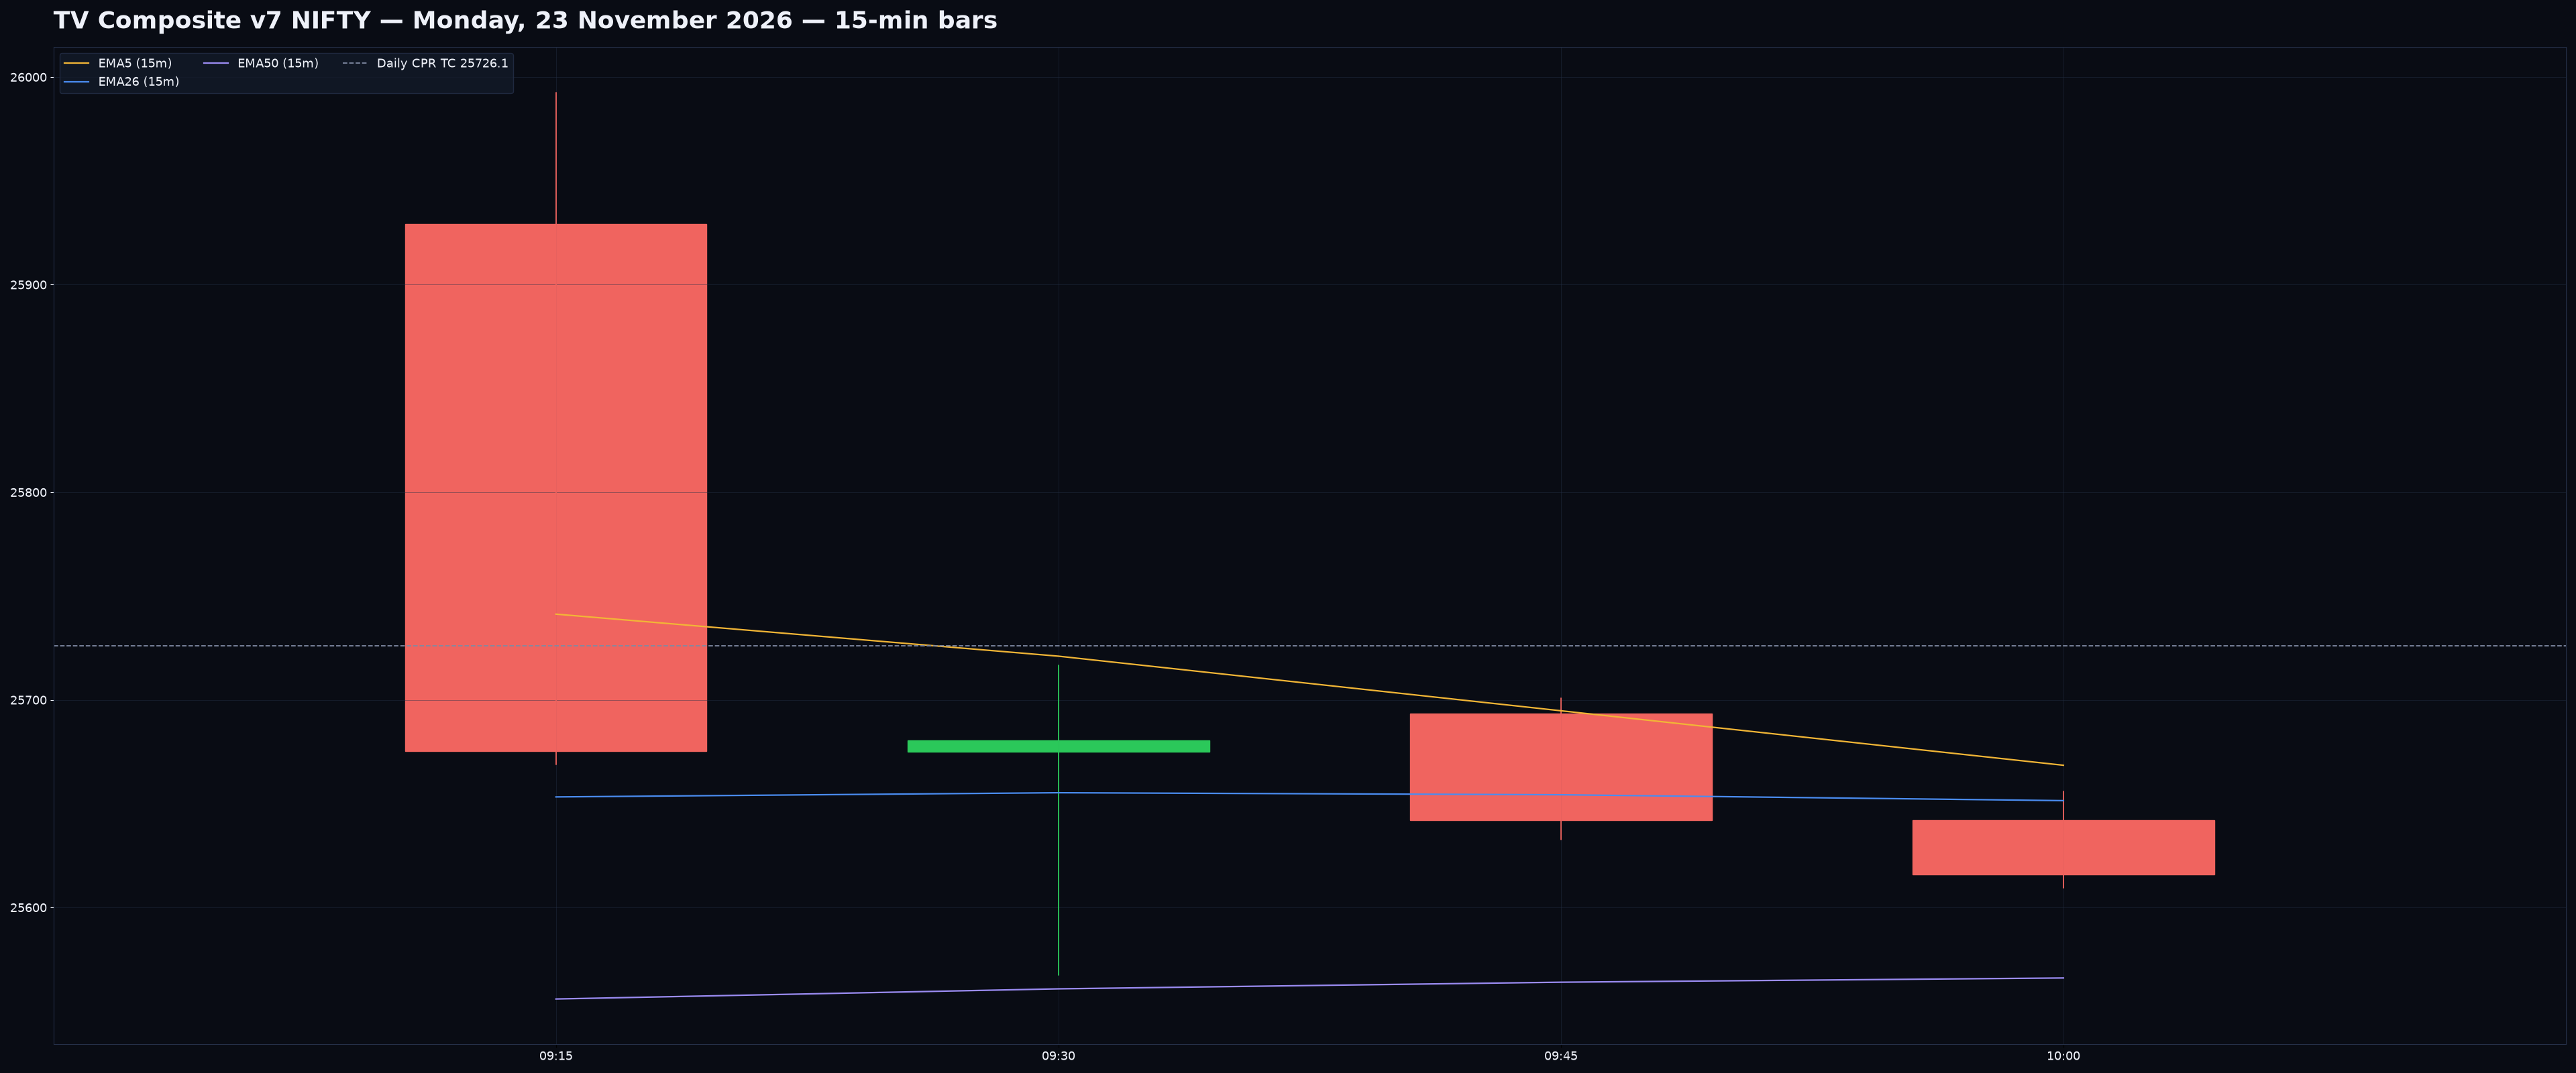 TV Composite v7 NIFTY — Monday, 23 November 2026 — 15-min bars
EMA5 (15m) EMA50 (15m) Daily CPR TC 25726.1
EMA26 (15m)
26000
25900
25800
25700
25600
09:15 09:30 09:45 10:00